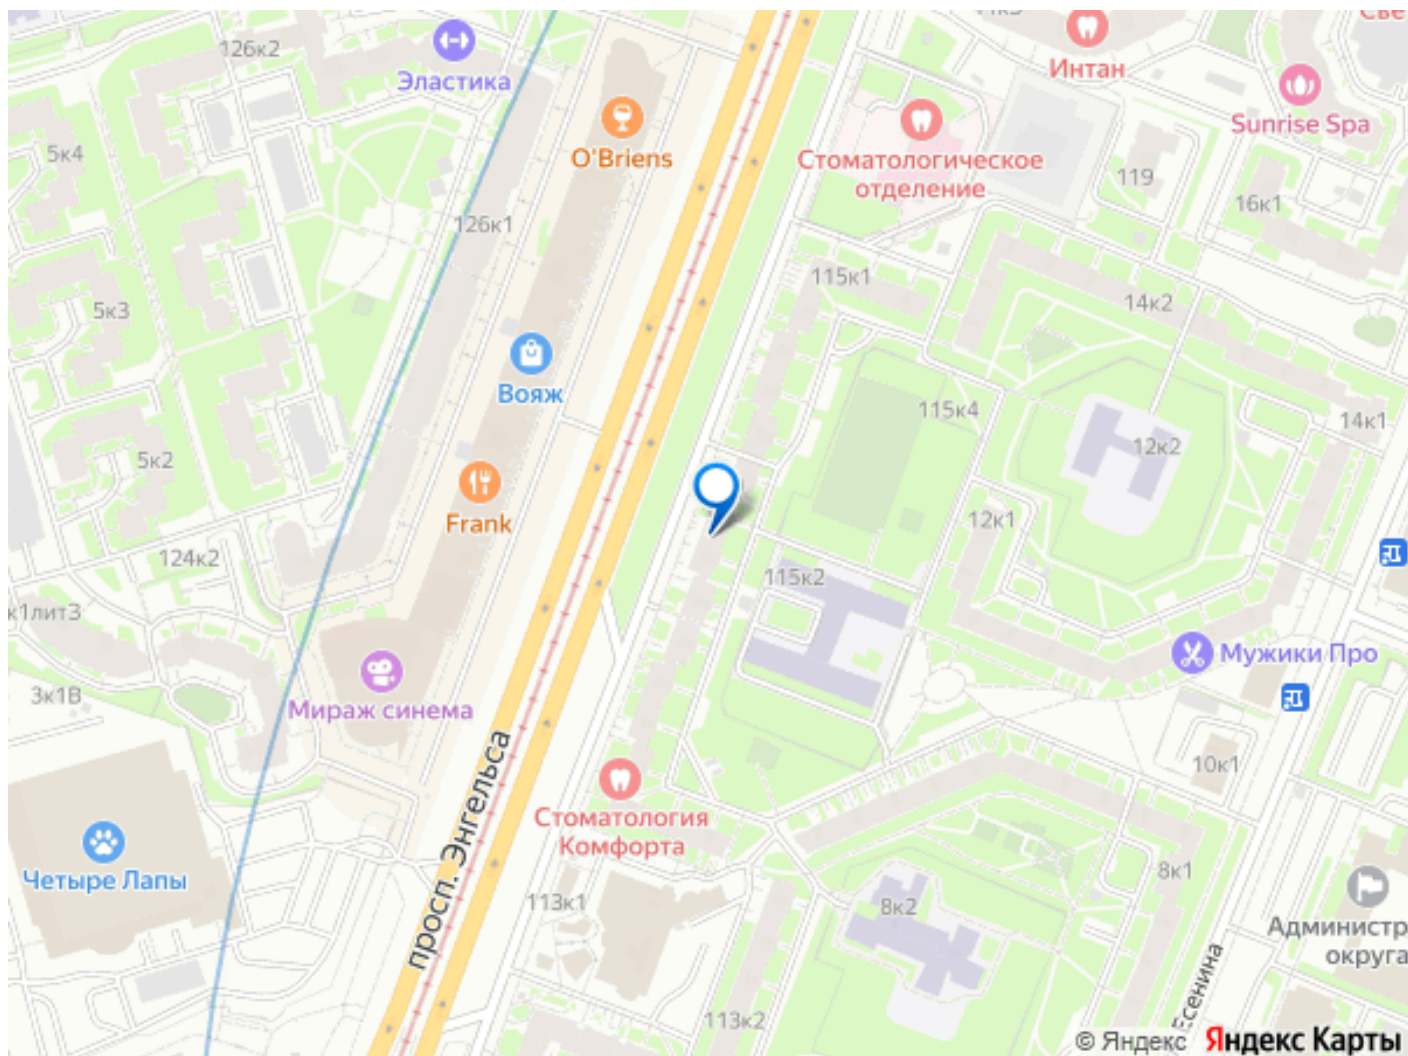 126к2
Эластика
O'Briens
Интан
Sunrise Spa
Стоматологическое
отделение
119
16к1
5к4
126к1
115к1
14к2
5к3
Вояж
115к4
14к1
5к2
12к2
Frank
12к1
124к2
115к2
к1лит3
Мужики Про
3к1В
Мираж синема
10к1
просп. Энгельса
Стоматология
Комфорта
Четыре Лапы
8к1
113к1
8к2
Администр
округа
Есенина
113к2
© Яндекс Яндекс Карты